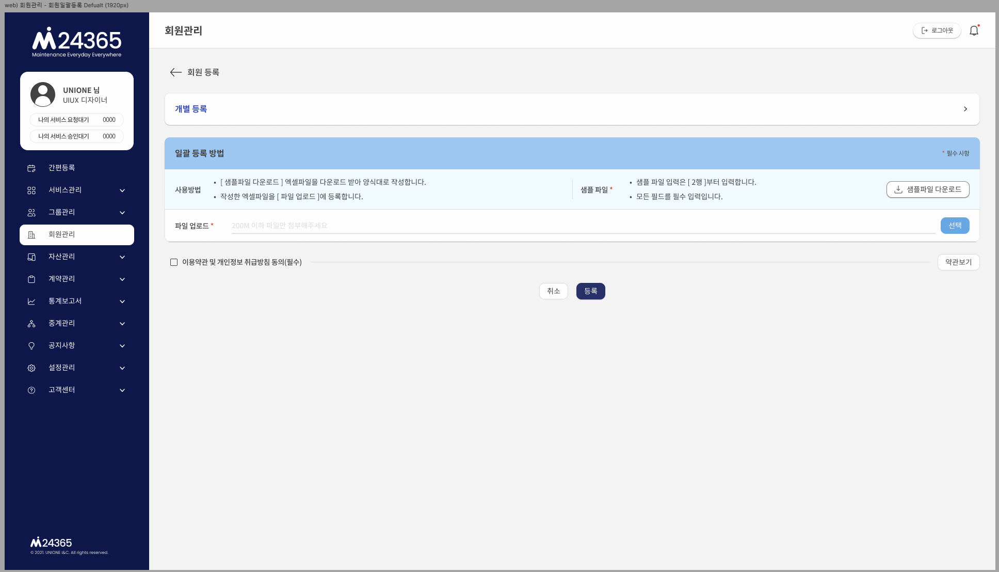 web) 회원관리 - 회원일괄등록 Defualt (1920px)
24365
Maintenance Everyday Everywhere
UNIONE 님
UIUX 디자이너
나의 서비스 요청대기 0000
나의 서비스 승인대기 0000
간편등록
서비스관리
그룹관리
회원관리
자산관리
계약관리
통계보고서
중계관리
공지사항
설정관리
고객센터
24365
© 2021. UNIONE I&C. All rights reserved.
회원관리
로그아웃
회원 등록
개별 등록
일괄 등록 방법
* 필수 사항
사용방법
• [ 샘플파일 다운로드 ] 엑셀파일을 다운로드 받아 양식대로 작성합니다.
• 작성한 엑셀파일을 [ 파일 업로드 ]에 등록합니다.
샘플 파일 *
• 샘플 파일 입력은 [ 2행 ]부터 입력합니다.
• 모든 필드를 필수 입력입니다.
샘플파일 다운로드
파일 업로드 *
200M 이하 파일만 첨부해주세요
선택
이용약관 및 개인정보 취급방침 동의(필수)
약관보기
취소
등록